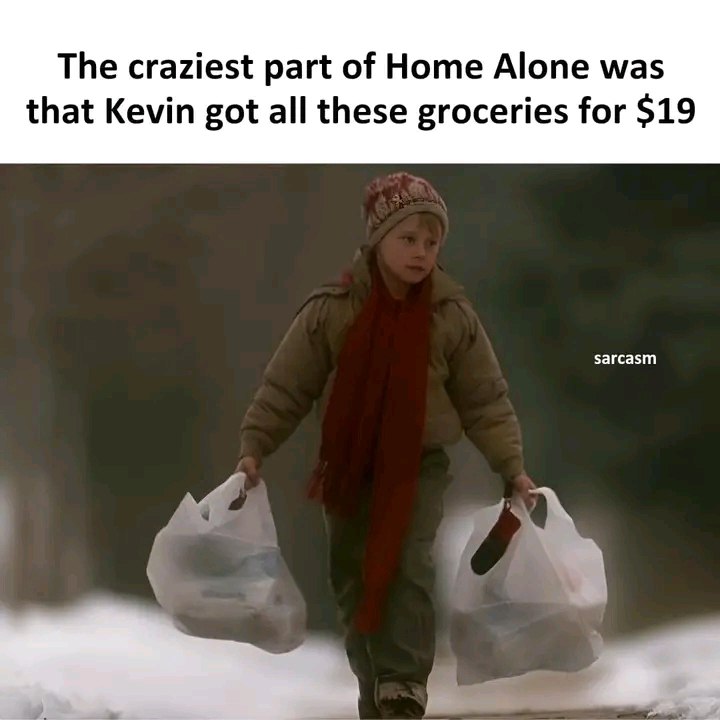 The craziest part of Home Alone was
that Kevin got all these groceries for $19
sarcasm